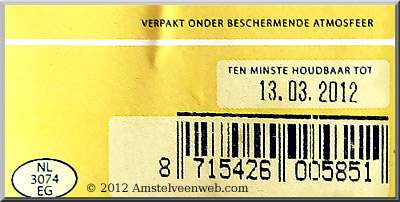 VERPAKT ONDER BESCHERMENDE ATMOSFEER
TEN MINSTE HOUDBAAR TOT
13.03.2012
8 715426 005851
NL
3074
EG
© 2012 Amstelveenweb.com